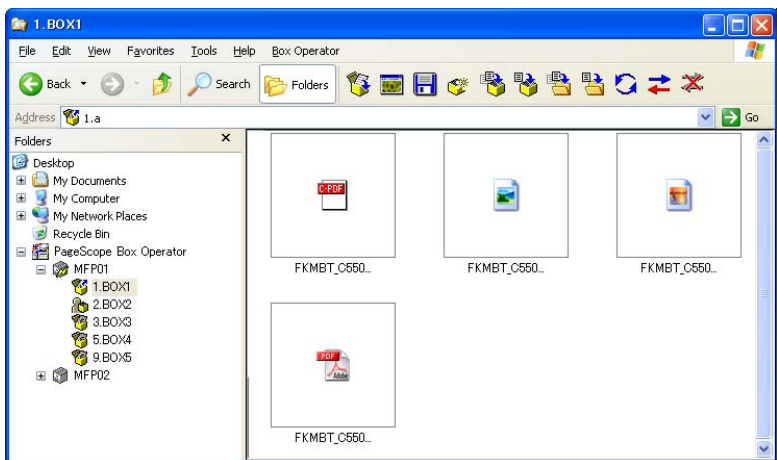 1.BOX1
File Edit View Favorites Tools Help Box Operator
Back Search Folders
Address 1.a Go
Folders ×
Desktop
My Documents
My Computer
My Network Places
Recycle Bin
PageScope Box Operator
MFP01
1.BOX1
2.BOX2
3.BOX3
5.BOX4
9.BOX5
MFP02
C-PDF
FKMBT_C550...
FKMBT_C550...
FKMBT_C550...
PDF
Adobe
FKMBT_C550...